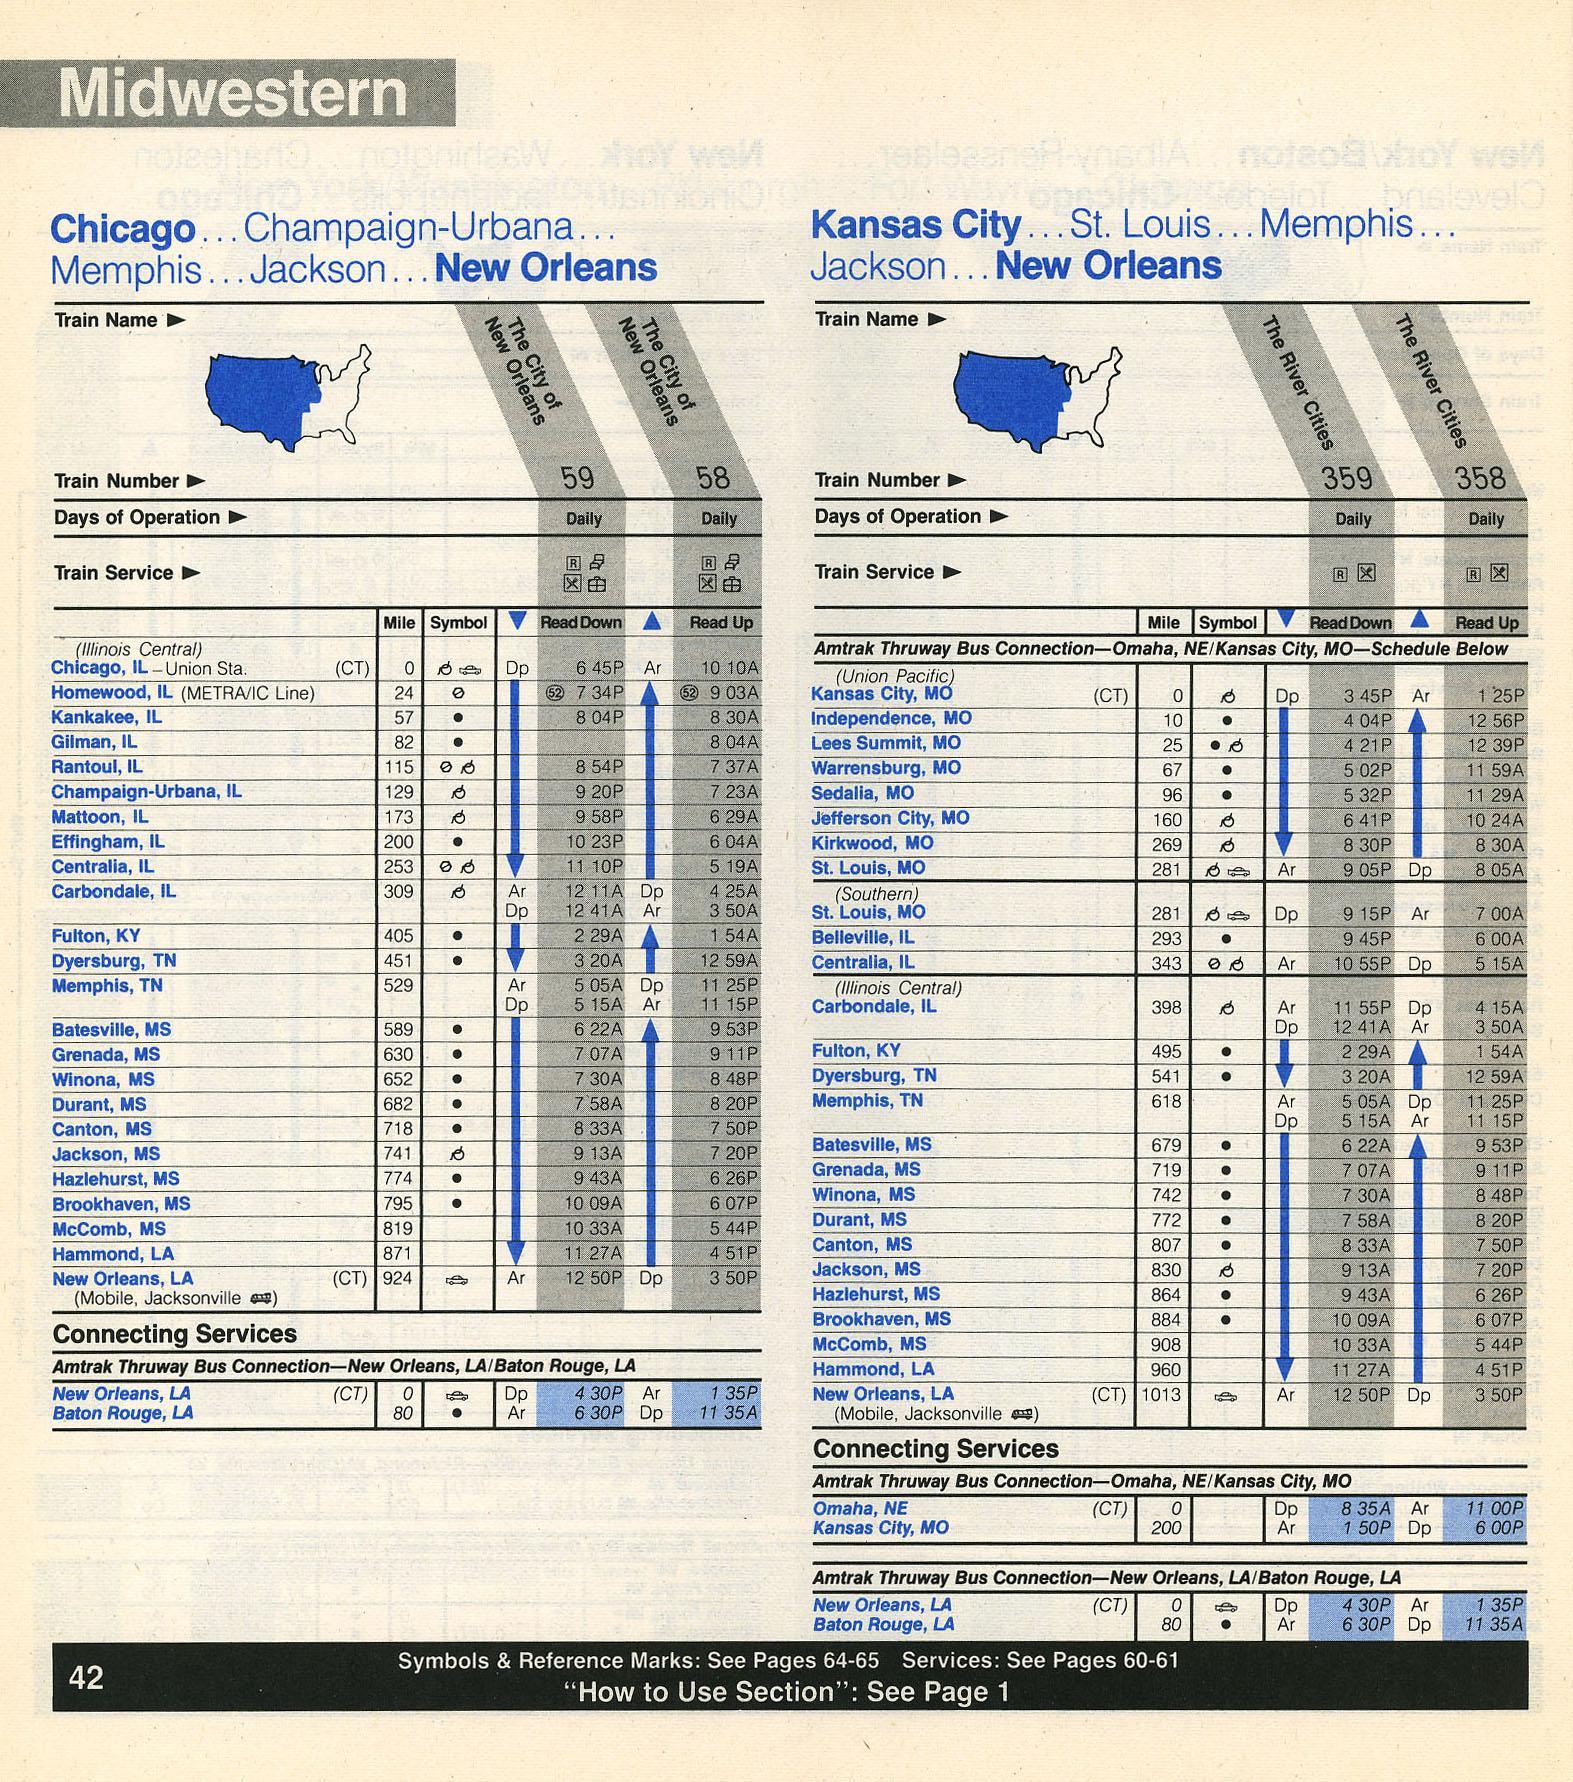 Midwestern
Chicago...Champaign-Urbana...
Memphis...Jackson...New Orleans
Train Name ►
The City of New Orleans
The City of New Orleans
Train Number ► 59 58
Days of Operation ► Daily Daily
Train Service ► R R
Mile Symbol ▼ Read Down ▲ Read Up
(Illinois Central)
Chicago, IL – Union Sta. (CT) 0 Dp 6 45P Ar 10 10A
Homewood, IL (METRA/IC Line) 24 52 7 34P 52 9 03A
Kankakee, IL 57 ● 8 04P 8 30A
Gilman, IL 82 ● 8 04A
Rantoul, IL 115 8 54P 7 37A
Champaign-Urbana, IL 129 9 20P 7 23A
Mattoon, IL 173 9 58P 6 29A
Effingham, IL 200 ● 10 23P 6 04A
Centralia, IL 253 11 10P 5 19A
Carbondale, IL 309 Ar 12 11A Dp 4 25A
Dp 12 41A Ar 3 50A
Fulton, KY 405 ● 2 29A 1 54A
Dyersburg, TN 451 ● 3 20A 12 59A
Memphis, TN 529 Ar 5 05A Dp 11 25P
Dp 5 15A Ar 11 15P
Batesville, MS 589 ● 6 22A 9 53P
Grenada, MS 630 ● 7 07A 9 11P
Winona, MS 652 ● 7 30A 8 48P
Durant, MS 682 ● 7 58A 8 20P
Canton, MS 718 ● 8 33A 7 50P
Jackson, MS 741 9 13A 7 20P
Hazlehurst, MS 774 ● 9 43A 6 26P
Brookhaven, MS 795 ● 10 09A 6 07P
McComb, MS 819 10 33A 5 44P
Hammond, LA 871 11 27A 4 51P
New Orleans, LA (CT) 924 Ar 12 50P Dp 3 50P
(Mobile, Jacksonville )
Connecting Services
Amtrak Thruway Bus Connection—New Orleans, LA/Baton Rouge, LA
New Orleans, LA (CT) 0 Dp 4 30P Ar 1 35P
Baton Rouge, LA 80 ● Ar 6 30P Dp 11 35A
Kansas City...St. Louis...Memphis...
Jackson...New Orleans
Train Name ►
The River Cities
The River Cities
Train Number ► 359 358
Days of Operation ► Daily Daily
Train Service ► R R
Mile Symbol ▼ Read Down ▲ Read Up
Amtrak Thruway Bus Connection—Omaha, NE/Kansas City, MO—Schedule Below
(Union Pacific)
Kansas City, MO (CT) 0 Dp 3 45P Ar 1 25P
Independence, MO 10 ● 4 04P 12 56P
Lees Summit, MO 25 ● 4 21P 12 39P
Warrensburg, MO 67 ● 5 02P 11 59A
Sedalia, MO 96 ● 5 32P 11 29A
Jefferson City, MO 160 6 41P 10 24A
Kirkwood, MO 269 8 30P 8 30A
St. Louis, MO 281 Ar 9 05P Dp 8 05A
(Southern)
St. Louis, MO 281 Dp 9 15P Ar 7 00A
Belleville, IL 293 ● 9 45P 6 00A
Centralia, IL 343 Ar 10 55P Dp 5 15A
(Illinois Central)
Carbondale, IL 398 Ar 11 55P Dp 4 15A
Dp 12 41A Ar 3 50A
Fulton, KY 495 ● 2 29A 1 54A
Dyersburg, TN 541 ● 3 20A 12 59A
Memphis, TN 618 Ar 5 05A Dp 11 25P
Dp 5 15A Ar 11 15P
Batesville, MS 679 ● 6 22A 9 53P
Grenada, MS 719 ● 7 07A 9 11P
Winona, MS 742 ● 7 30A 8 48P
Durant, MS 772 ● 7 58A 8 20P
Canton, MS 807 ● 8 33A 7 50P
Jackson, MS 830 9 13A 7 20P
Hazlehurst, MS 864 ● 9 43A 6 26P
Brookhaven, MS 884 ● 10 09A 6 07P
McComb, MS 908 10 33A 5 44P
Hammond, LA 960 11 27A 4 51P
New Orleans, LA (CT) 1013 Ar 12 50P Dp 3 50P
(Mobile, Jacksonville )
Connecting Services
Amtrak Thruway Bus Connection—Omaha, NE/Kansas City, MO
Omaha, NE (CT) 0 Dp 8 35A Ar 11 00P
Kansas City, MO 200 Ar 1 50P Dp 6 00P
Amtrak Thruway Bus Connection—New Orleans, LA/Baton Rouge, LA
New Orleans, LA (CT) 0 Dp 4 30P Ar 1 35P
Baton Rouge, LA 80 ● Ar 6 30P Dp 11 35A
42
Symbols & Reference Marks: See Pages 64-65 Services: See Pages 60-61
“How to Use Section”: See Page 1